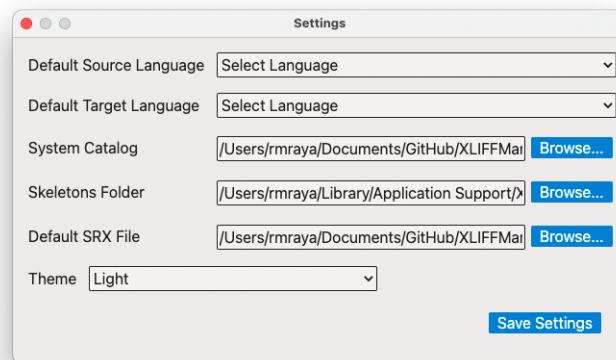 Settings
Default Source Language Select Language
Default Target Language Select Language
System Catalog /Users/rmraya/Documents/GitHub/XLIFFMar Browse...
Skeletons Folder /Users/rmraya/Library/Application Support/X Browse...
Default SRX File /Users/rmraya/Documents/GitHub/XLIFFMar Browse...
Theme Light
Save Settings